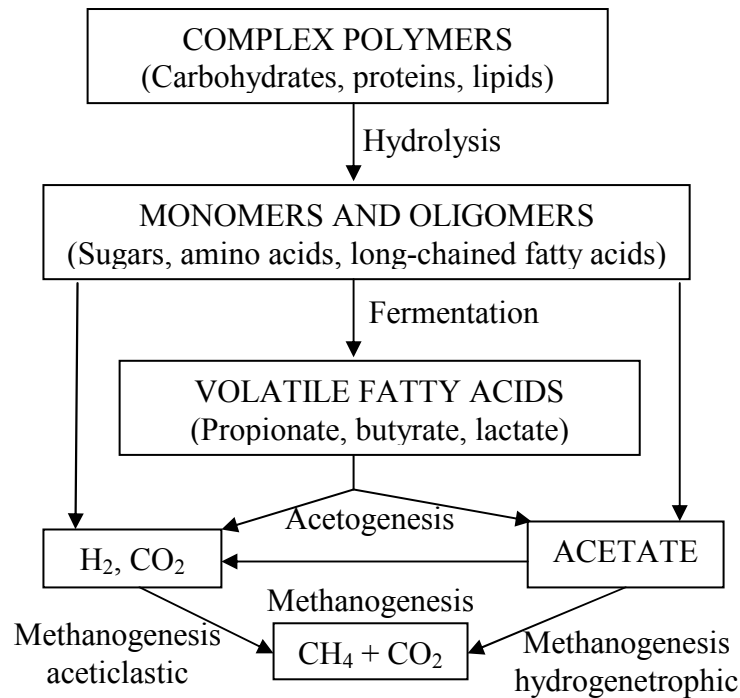 COMPLEX POLYMERS
(Carbohydrates, proteins, lipids)
Hydrolysis
MONOMERS AND OLIGOMERS
(Sugars, amino acids, long-chained fatty acids)
Fermentation
VOLATILE FATTY ACIDS
(Propionate, butyrate, lactate)
Acetogenesis
H₂, CO₂
ACETATE
Methanogenesis
Methanogenesis
aceticlastic
CH₄ + CO₂
Methanogenesis
hydrogenetrophic